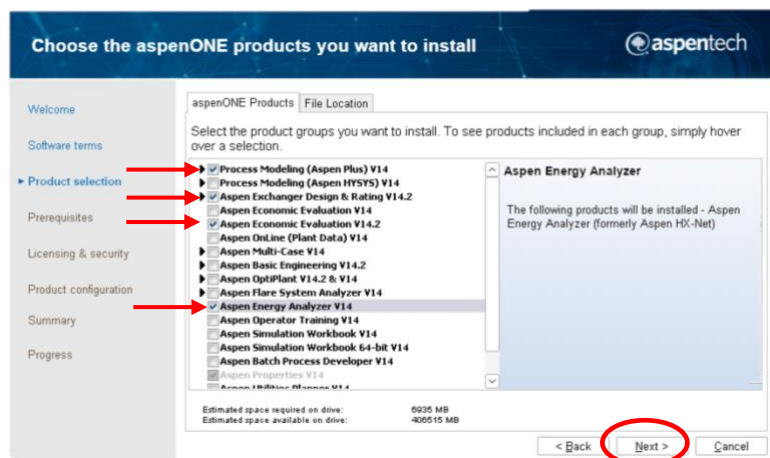 Choose the aspenONE products you want to install
aspentech
Welcome
Software terms
Product selection
Prerequisites
Licensing & security
Product configuration
Summary
Progress
aspenONE Products
File Location
Select the product groups you want to install. To see products included in each group, simply hover
over a selection.
Process Modeling (Aspen Plus) V14
Process Modeling (Aspen HYSYS) V14
Aspen Exchanger Design & Rating V14.2
Aspen Economic Evaluation V14
Aspen Economic Evaluation V14.2
Aspen OnLine (Plant Data) V14
Aspen Multi-Case V14
Aspen Basic Engineering V14.2
Aspen OptiPlant V14.2 & V14
Aspen Flare System Analyzer V14
Aspen Energy Analyzer V14
Aspen Operator Training V14
Aspen Simulation Workbook V14
Aspen Simulation Workbook 64-bit V14
Aspen Batch Process Developer V14
Aspen Properties V14
Aspen Utilities Planner V14
Aspen Energy Analyzer
The following products will be installed - Aspen
Energy Analyzer (formerly Aspen HX-Net)
Estimated space required on drive: 6935 MB
Estimated space available on drive: 406515 MB
< Back
Next >
Cancel